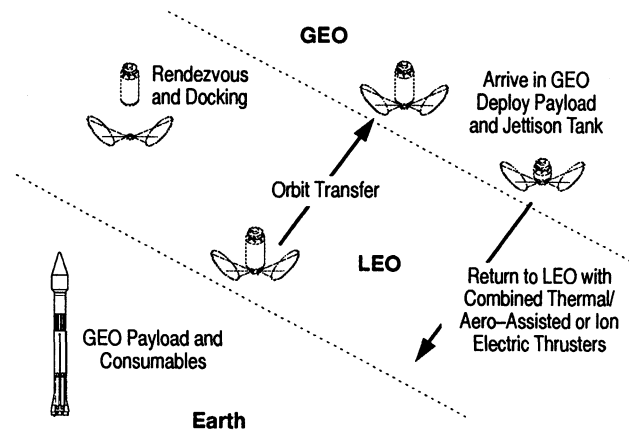 GEO
Rendezvous
and Docking
Arrive in GEO
Deploy Payload
and Jettison Tank
Orbit Transfer
LEO
Return to LEO with
Combined Thermal/
Aero–Assisted or Ion
Electric Thrusters
GEO Payload and
Consumables
Earth